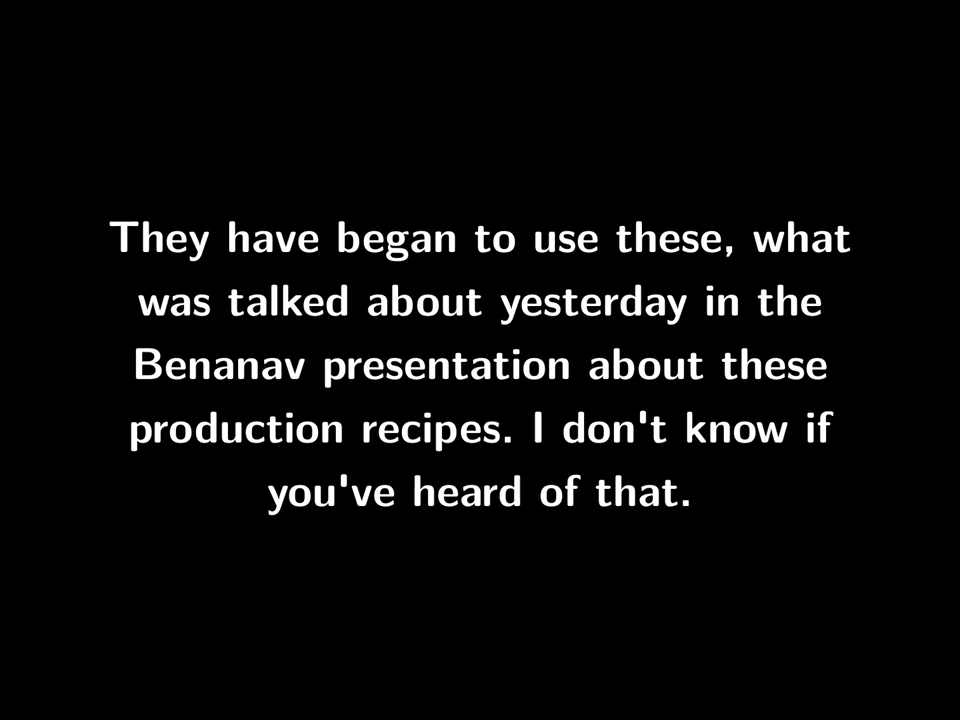 They have began to use these, what
was talked about yesterday in the
Benanav presentation about these
production recipes. I don't know if
you've heard of that.